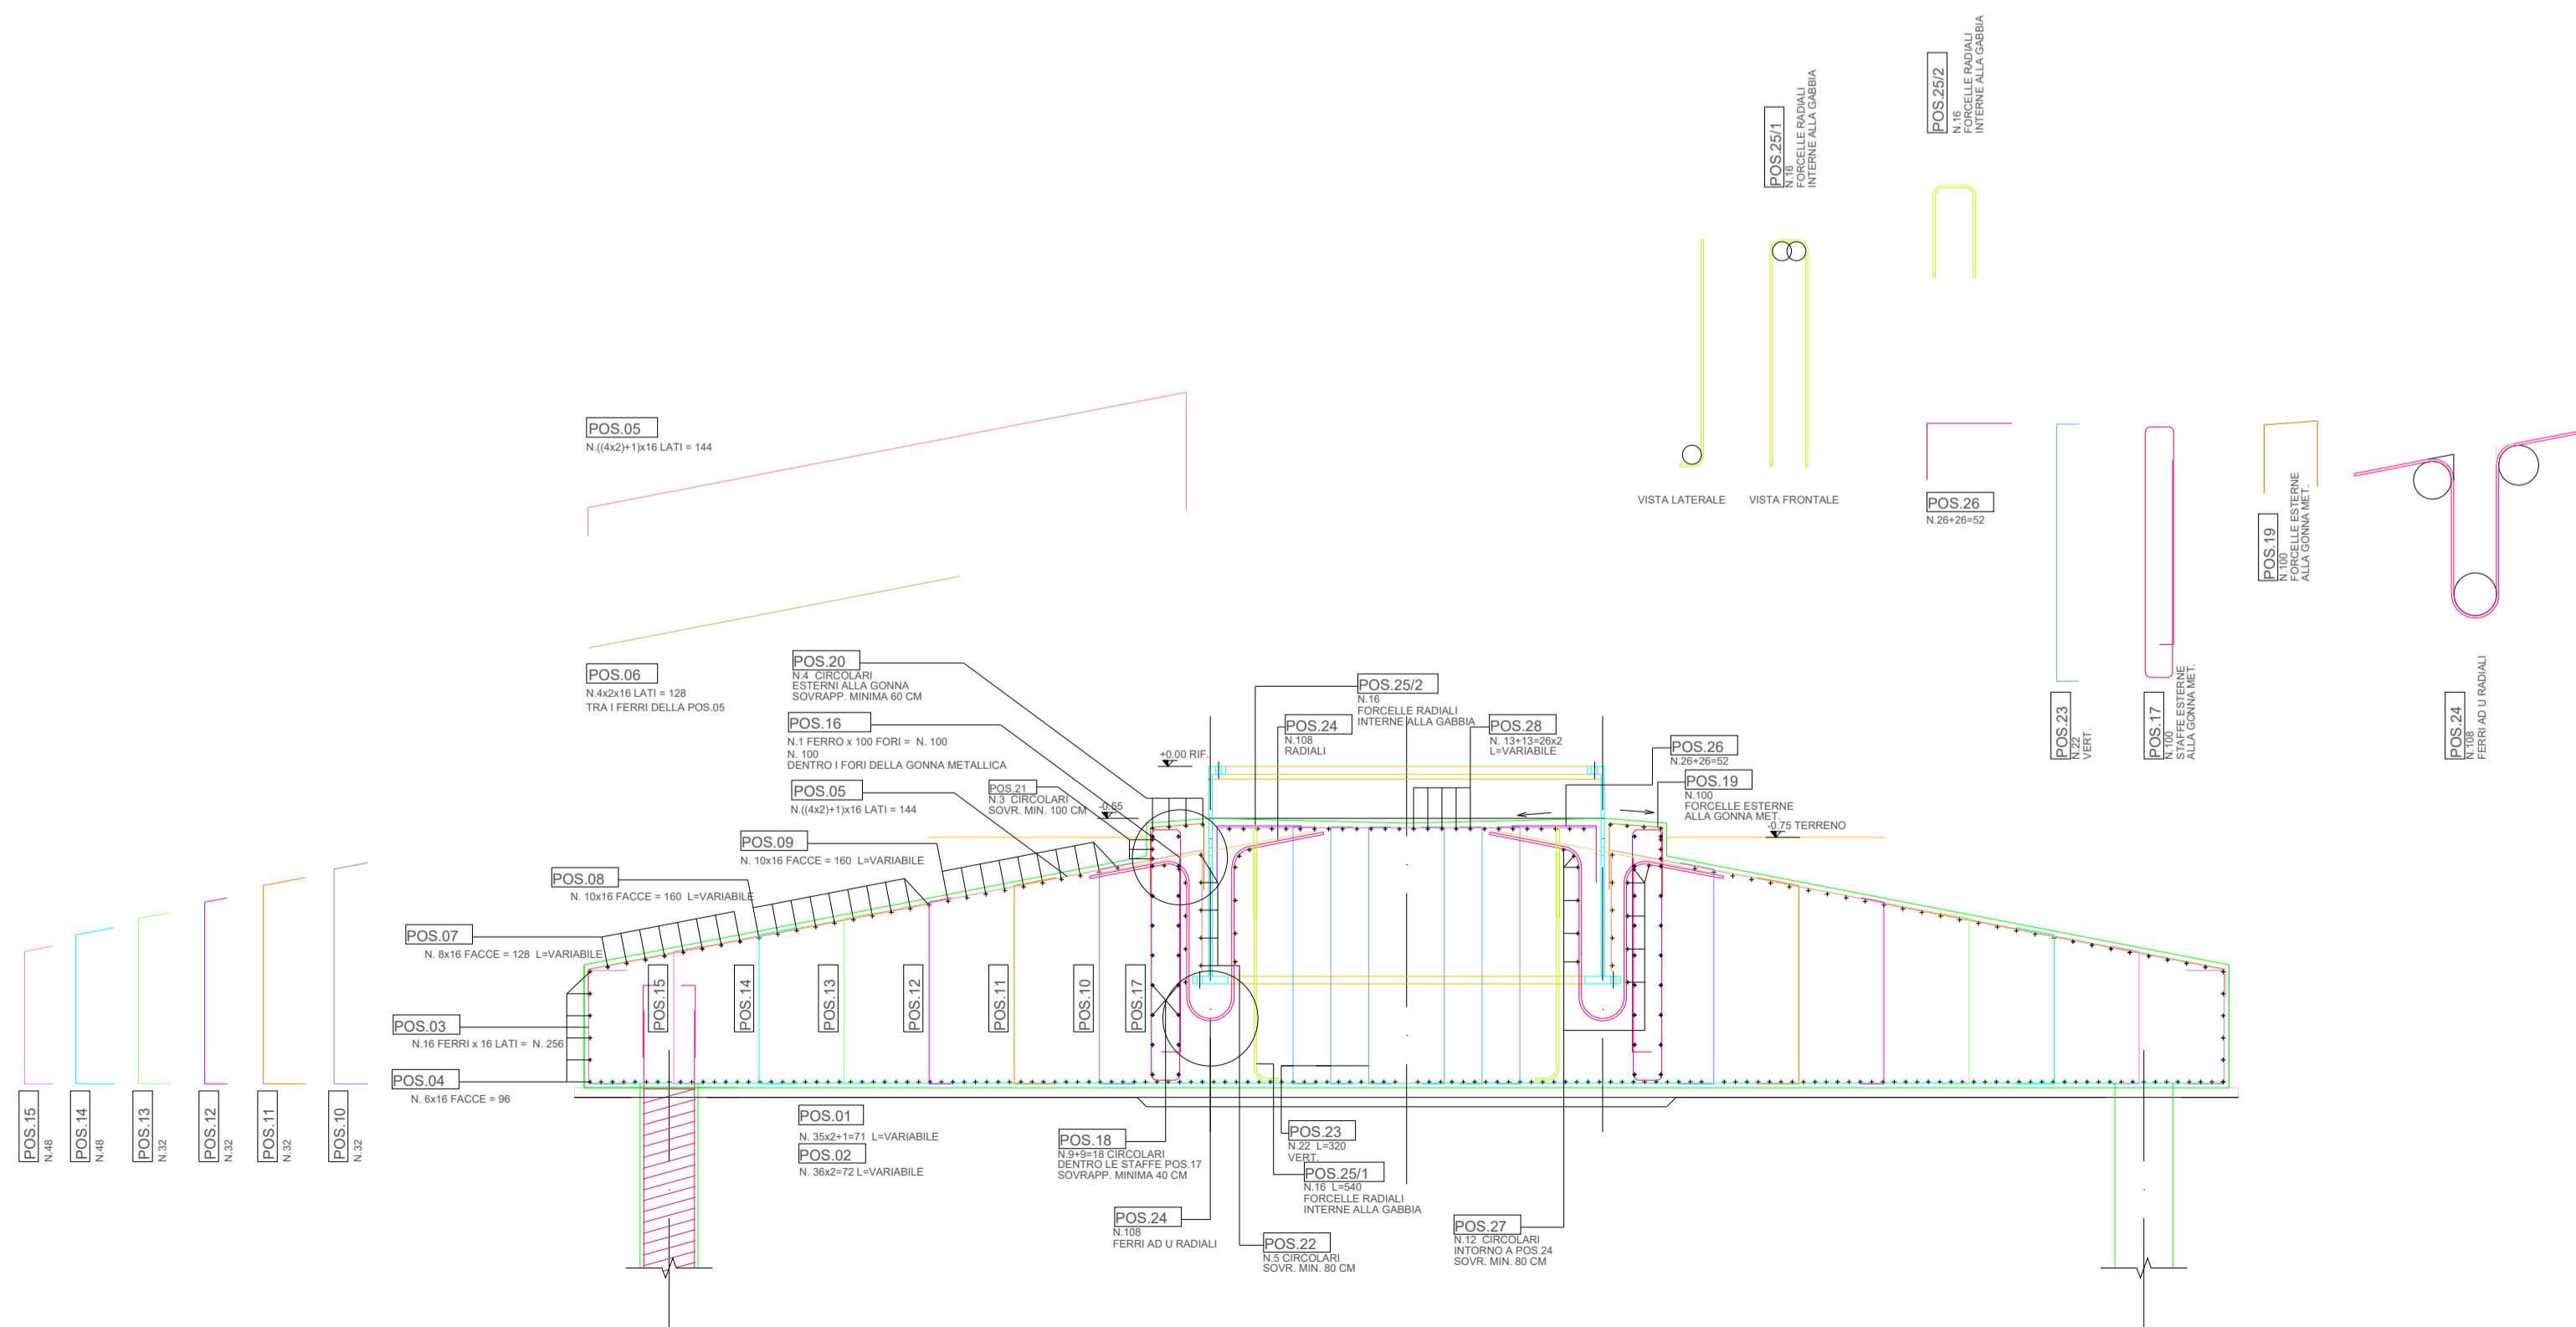 POS.25/2
N.16
FORCELLE RADIALI
INTERNE ALLA GABBIA
POS.25/1
N.16
FORCELLE RADIALI
INTERNE ALLA GABBIA
VISTA LATERALE
VISTA FRONTALE
POS.26
N.26+26=52
POS.23
N.22
VERT.
POS.17
N.100
STAFFE ESTERNE
ALLA GONNA MET.
POS.19
N.100
FORCELLE ESTERNE
ALLA GONNA MET.
POS.24
N.108
FERRI AD U RADIALI
POS.05
N.((4x2)+1)x16 LATI = 144
POS.06
N.4x2x16 LATI = 128
TRA I FERRI DELLA POS.05
POS.20
N.4 CIRCOLARI
ESTERNI ALLA GONNA
SOVRAPP. MINIMA 60 CM
POS.16
N.1 FERRO x 100 FORI = N. 100
N. 100
DENTRO I FORI DELLA GONNA METALLICA
POS.05
N.((4x2)+1)x16 LATI = 144
POS.21
N.3 CIRCOLARI
SOVR. MIN. 100 CM
+0.00 RIF.
-0.55
POS.25/2
N.16
FORCELLE RADIALI
INTERNE ALLA GABBIA
POS.24
N.108
RADIALI
POS.28
N. 13+13=26x2
L=VARIABILE
POS.26
N.26+26=52
POS.19
N.100
FORCELLE ESTERNE
ALLA GONNA MET.
-0.75 TERRENO
POS.09
N. 10x16 FACCE = 160 L=VARIABILE
POS.08
N. 10x16 FACCE = 160 L=VARIABILE
POS.07
N. 8x16 FACCE = 128 L=VARIABILE
POS.03
N.16 FERRI x 16 LATI = N. 256
POS.04
N. 6x16 FACCE = 96
POS.15
POS.14
POS.13
POS.12
POS.11
POS.10
POS.17
POS.15
N.48
POS.14
N.48
POS.13
N.32
POS.12
N.32
POS.11
N.32
POS.10
N.32
POS.01
N. 35x2+1=71 L=VARIABILE
POS.02
N. 36x2=72 L=VARIABILE
POS.18
N.9+9=18 CIRCOLARI
DENTRO LE STAFFE POS.17
SOVRAPP. MINIMA 40 CM
POS.23
N.22 L=320
VERT.
POS.25/1
N.16 L=540
FORCELLE RADIALI
INTERNE ALLA GABBIA
POS.24
N.108
FERRI AD U RADIALI
POS.22
N.5 CIRCOLARI
SOVR. MIN. 80 CM
POS.27
N.12 CIRCOLARI
INTORNO A POS.24
SOVR. MIN. 80 CM